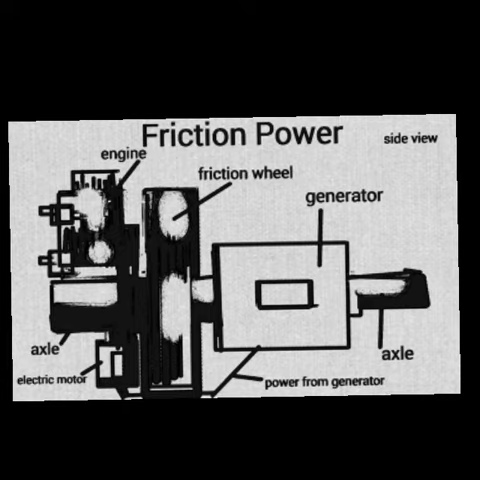 Friction Power
side view
engine
friction wheel
generator
axle
axle
electric motor
power from generator